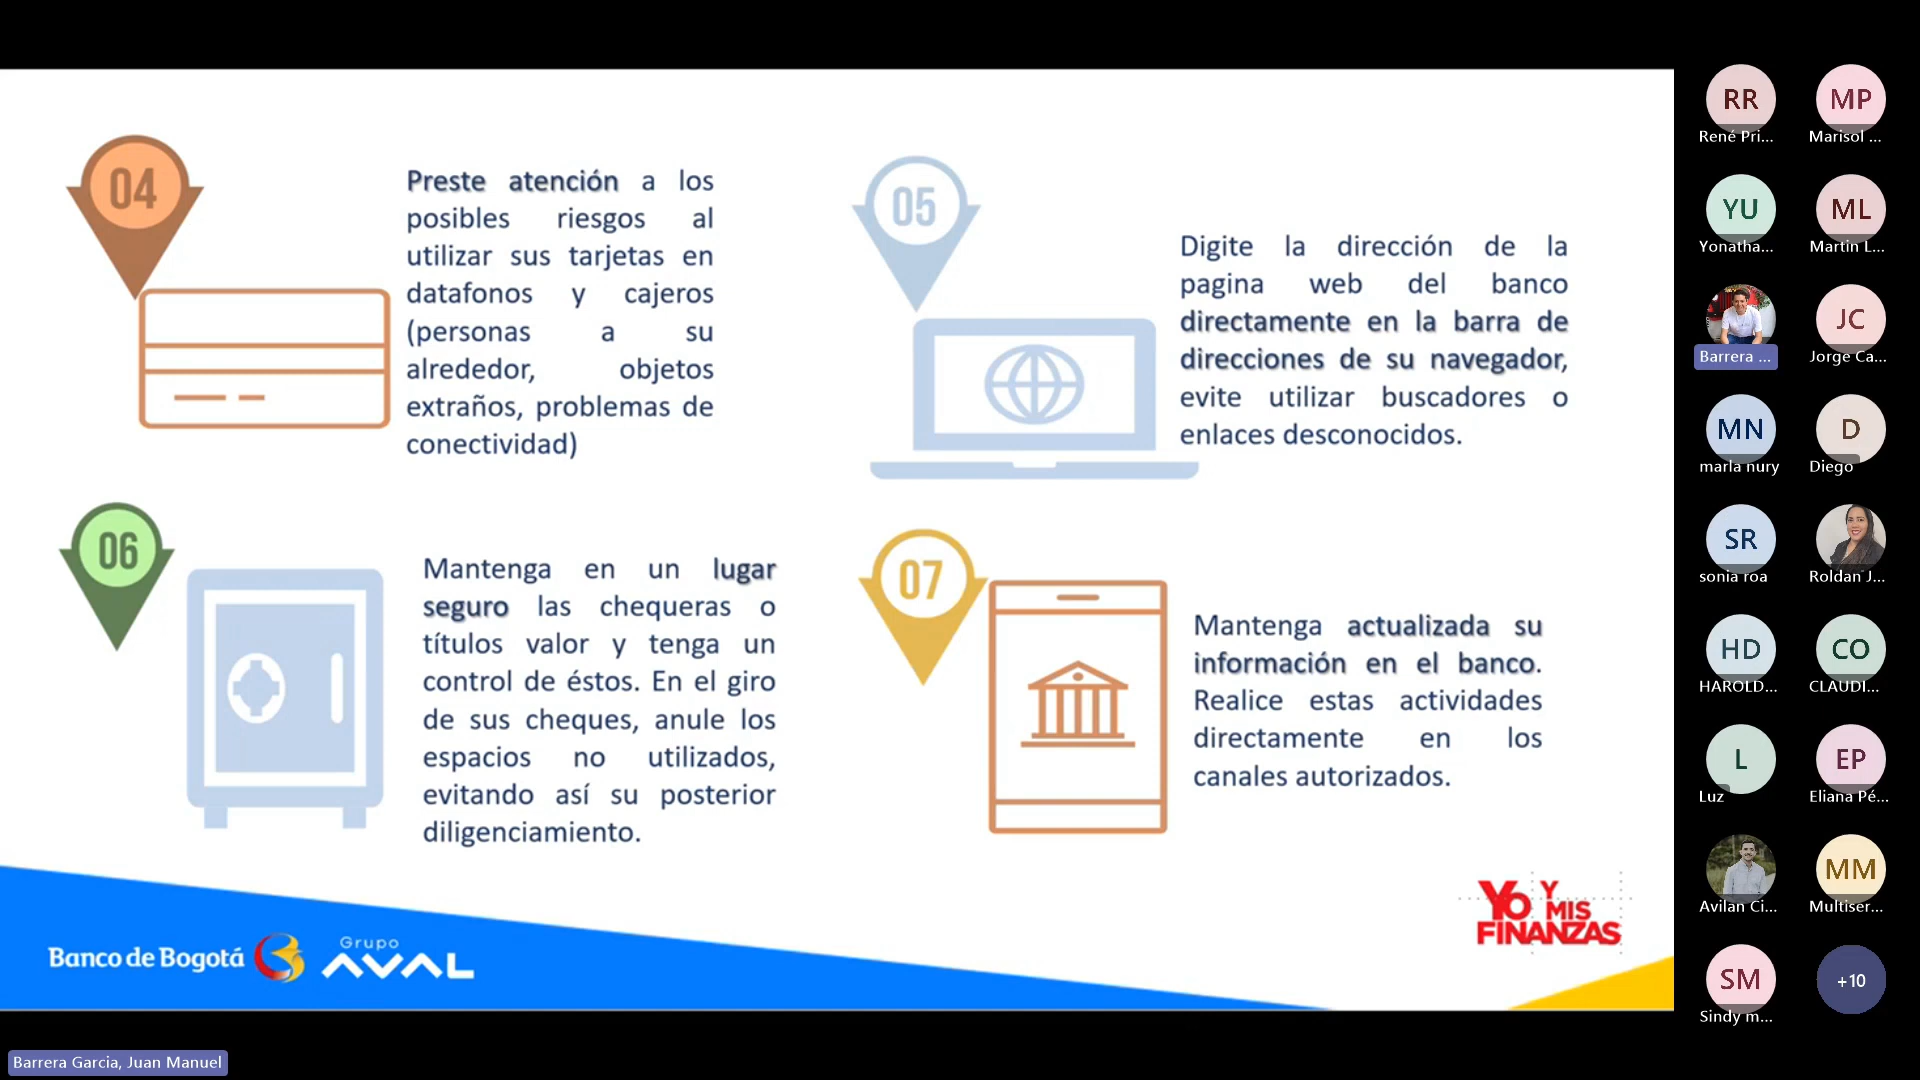 04
Preste atención a los
posibles riesgos al
utilizar sus tarjetas en
datafonos y cajeros
(personas a su
alrededor, objetos
extraños, problemas de
conectividad)
05
Digite la dirección de la
pagina web del banco
directamente en la barra de
direcciones de su navegador,
evite utilizar buscadores o
enlaces desconocidos.
06
Mantenga en un lugar
seguro las chequeras o
títulos valor y tenga un
control de éstos. En el giro
de sus cheques, anule los
espacios no utilizados,
evitando así su posterior
diligenciamiento.
07
Mantenga actualizada su
información en el banco.
Realice estas actividades
directamente en los
canales autorizados.
Banco de Bogotá
Grupo
AVAL
Yo Y
MIS
FINANZAS
RR
René Pri...
MP
Marisol ...
YU
Yonatha...
ML
Martin L...
Barrera ...
JC
Jorge Ca...
MN
marla nury
D
Diego
SR
sonia roa
Roldan J...
HD
HAROLD...
CO
CLAUDI...
L
Luz
EP
Eliana Pé...
Avilan Ci...
MM
Multiser...
SM
Sindy m...
+10
Barrera Garcia, Juan Manuel